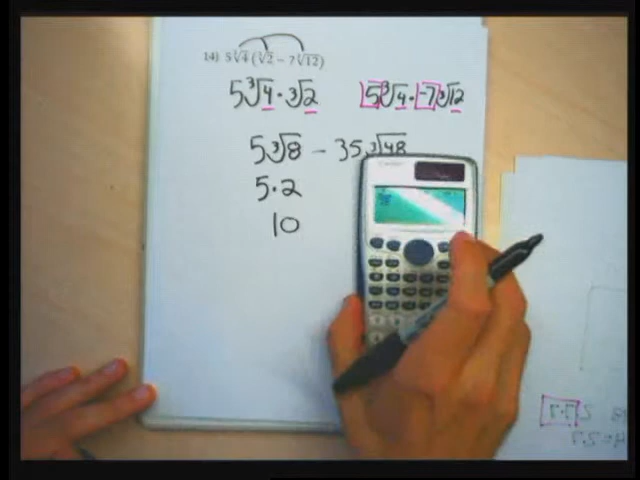 14) 5∛4(∛2 − 7∛12)
5∛4 · ∛2 5∛4 · −7∛12
5∛8 − 35∛48
5·2
10